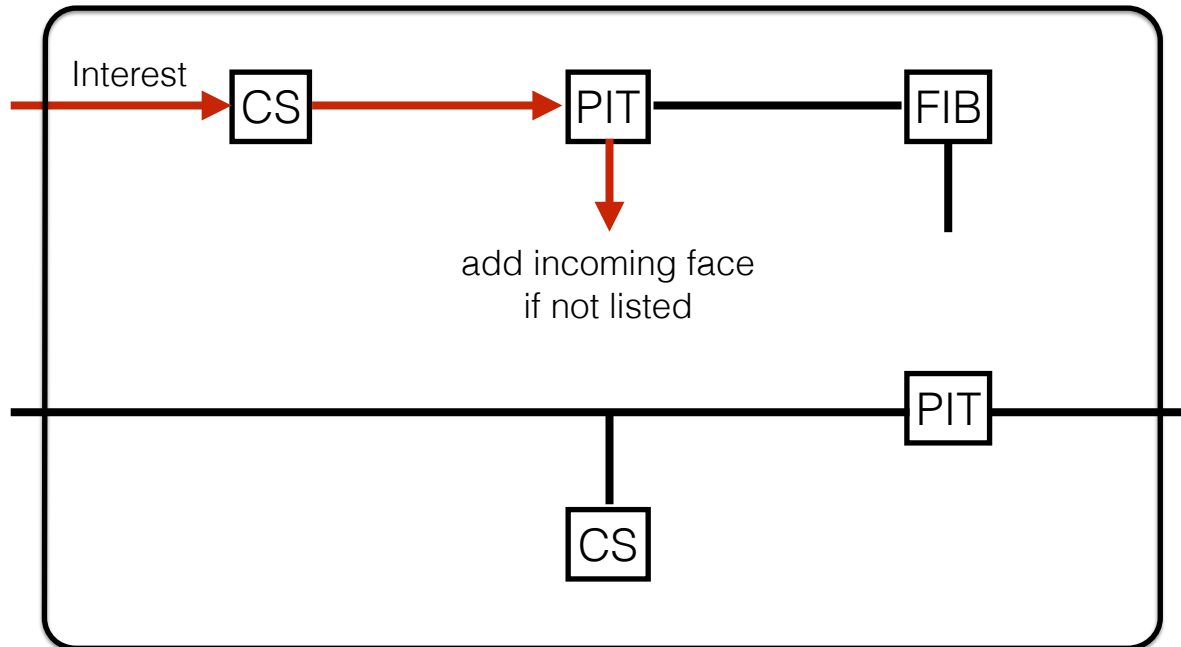 Interest
CS
PIT
FIB
add incoming face
if not listed
PIT
CS